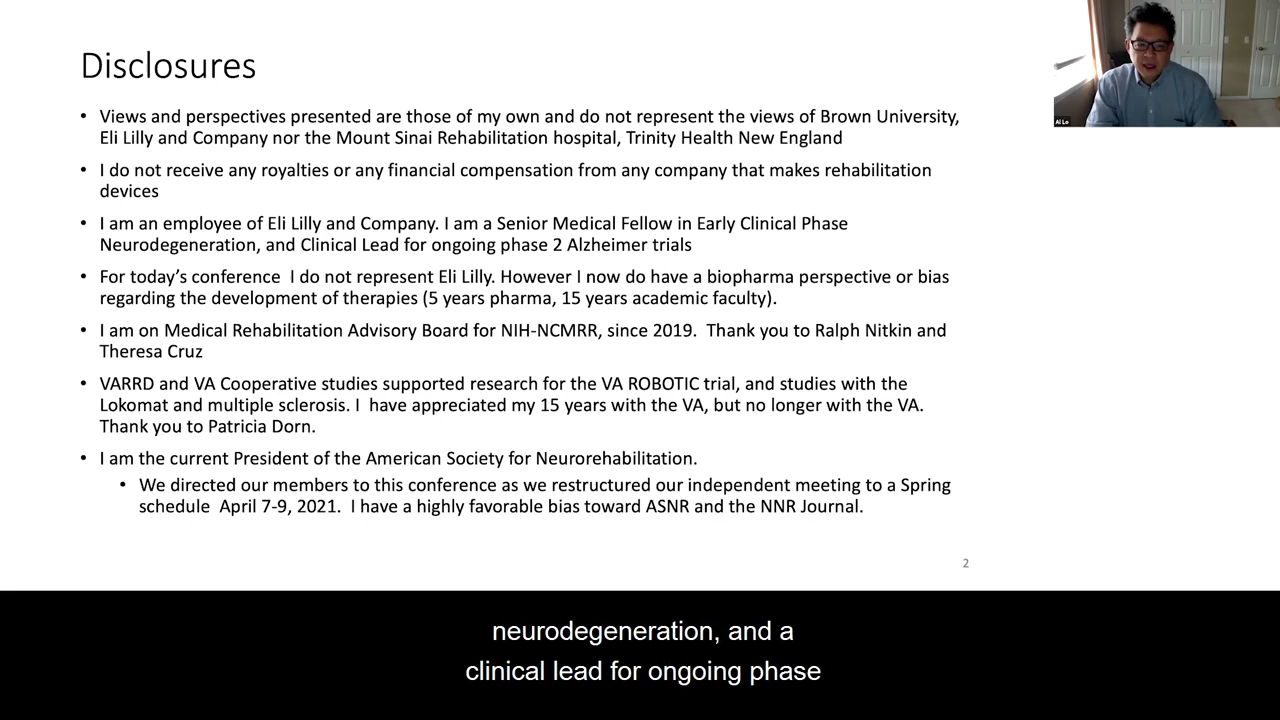 Disclosures
• Views and perspectives presented are those of my own and do not represent the views of Brown University,
Eli Lilly and Company nor the Mount Sinai Rehabilitation hospital, Trinity Health New England
• I do not receive any royalties or any financial compensation from any company that makes rehabilitation
devices
• I am an employee of Eli Lilly and Company. I am a Senior Medical Fellow in Early Clinical Phase
Neurodegeneration, and Clinical Lead for ongoing phase 2 Alzheimer trials
• For today’s conference  I do not represent Eli Lilly. However I now do have a biopharma perspective or bias
regarding the development of therapies (5 years pharma, 15 years academic faculty).
• I am on Medical Rehabilitation Advisory Board for NIH-NCMRR, since 2019.  Thank you to Ralph Nitkin and
Theresa Cruz
• VARRD and VA Cooperative studies supported research for the VA ROBOTIC trial, and studies with the
Lokomat and multiple sclerosis. I  have appreciated my 15 years with the VA, but no longer with the VA.
Thank you to Patricia Dorn.
• I am the current President of the American Society for Neurorehabilitation.
• We directed our members to this conference as we restructured our independent meeting to a Spring
schedule  April 7-9, 2021.  I have a highly favorable bias toward ASNR and the NNR Journal.
2
Al Lo
neurodegeneration, and a
clinical lead for ongoing phase